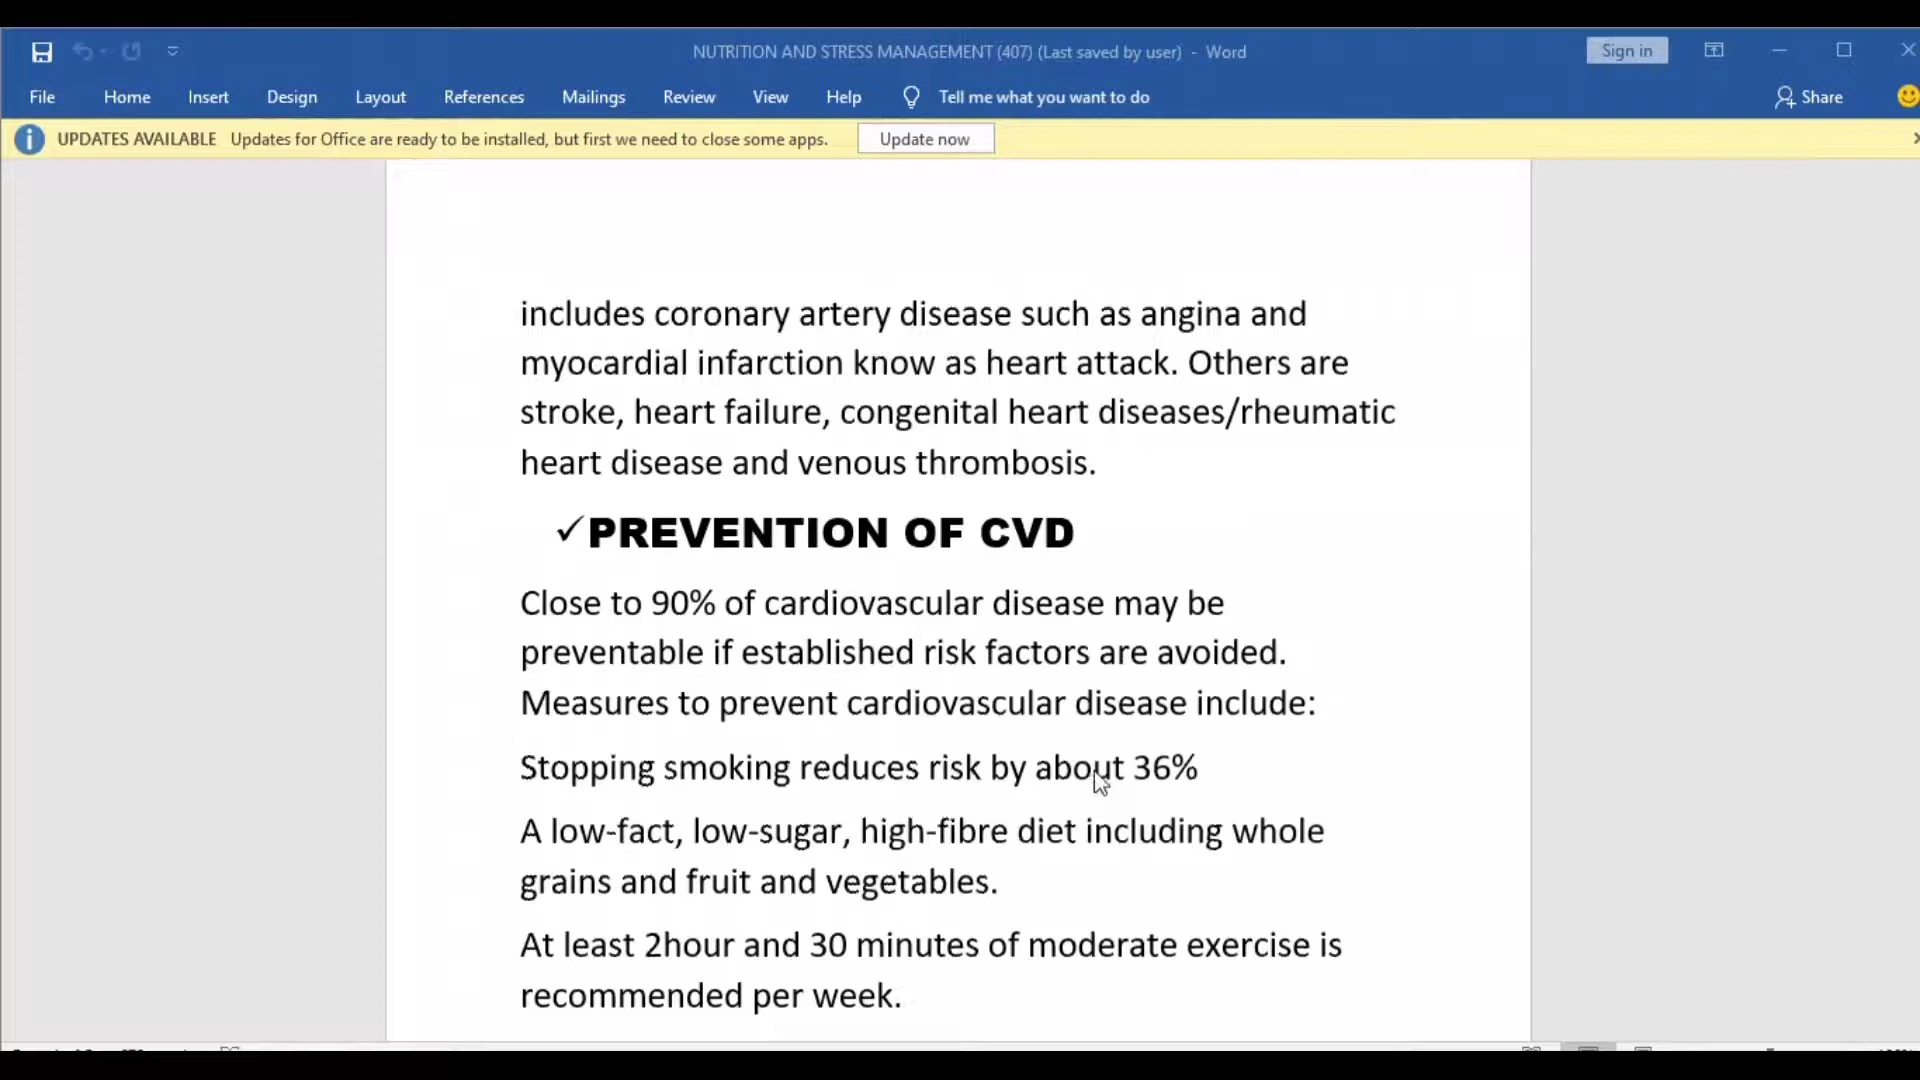 NUTRITION AND STRESS MANAGEMENT (407) (Last saved by user) - Word
Sign in
File Home Insert Design Layout References Mailings Review View Help Tell me what you want to do Share
UPDATES AVAILABLE Updates for Office are ready to be installed, but first we need to close some apps. Update now
includes coronary artery disease such as angina and
myocardial infarction know as heart attack. Others are
stroke, heart failure, congenital heart diseases/rheumatic
heart disease and venous thrombosis.
✓PREVENTION OF CVD
Close to 90% of cardiovascular disease may be
preventable if established risk factors are avoided.
Measures to prevent cardiovascular disease include:
Stopping smoking reduces risk by about 36%
A low-fact, low-sugar, high-fibre diet including whole
grains and fruit and vegetables.
At least 2hour and 30 minutes of moderate exercise is
recommended per week.